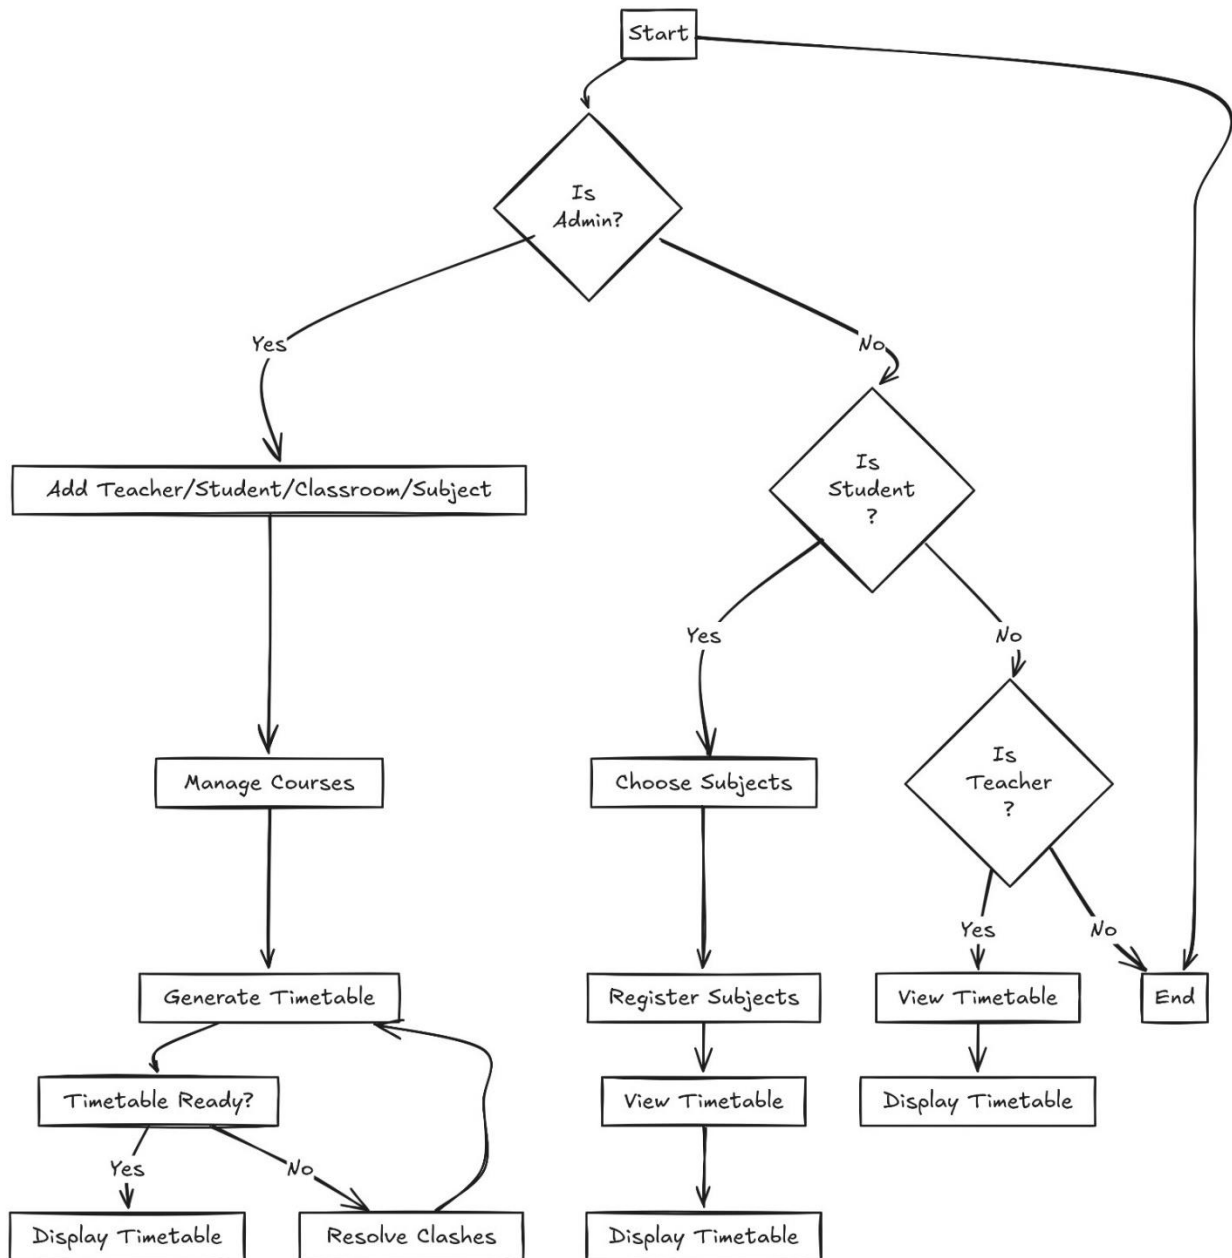 Start
Is
Admin?
Yes
No
Add Teacher/Student/Classroom/Subject
Is
Student
?
Yes
No
Manage Courses
Choose Subjects
Is
Teacher
?
Yes
No
Generate Timetable
Register Subjects
View Timetable
End
Timetable Ready?
View Timetable
Display Timetable
Yes
No
Display Timetable
Resolve Clashes
Display Timetable